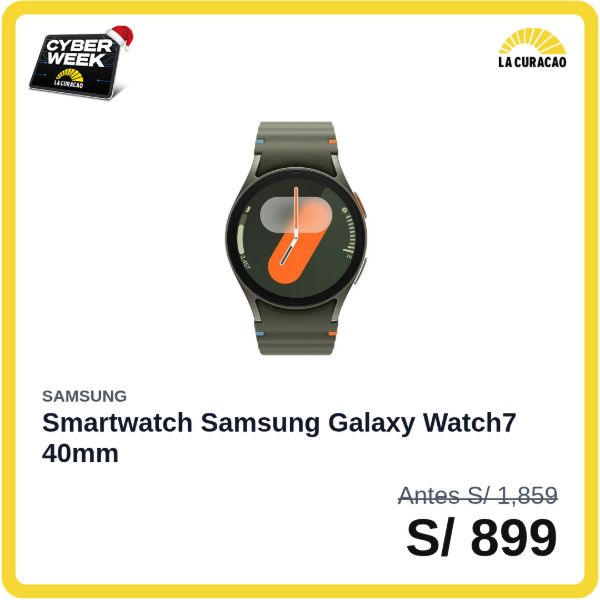 CYBER
WEEK
LA CURACAO
LA CURACAO
SAMSUNG
Smartwatch Samsung Galaxy Watch7
40mm
Antes S/ 1,859
S/ 899